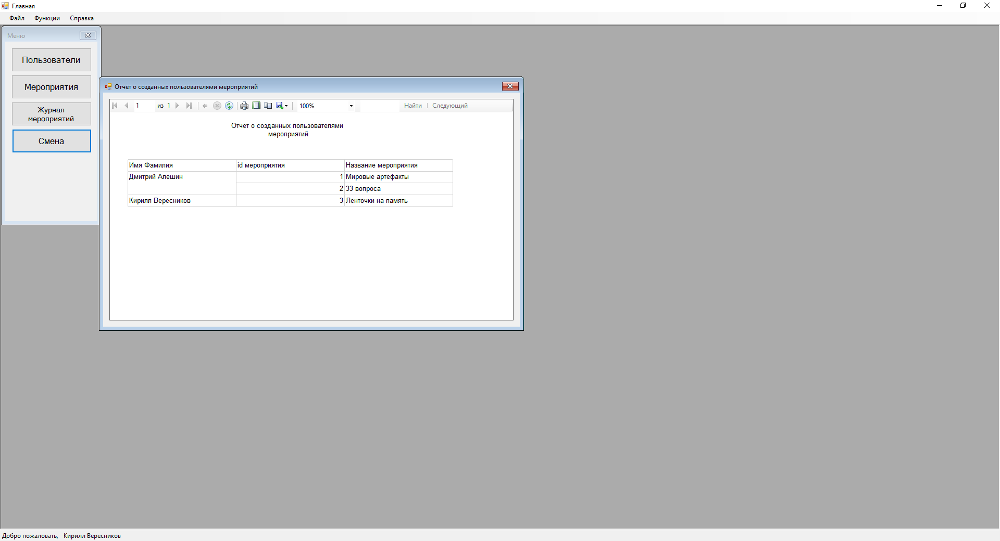 Главная
Файл Функции Справка
Меню
Пользователи
Мероприятия
Журнал
мероприятий
Смена
Отчет о созданных пользователями мероприятий
1 из 1 100% Найти Следующий
Отчет о созданных пользователями
мероприятий
Имя Фамилия id мероприятия Название мероприятия
Дмитрий Алешин 1 Мировые артефакты
2 33 вопроса
Кирилл Вересников 3 Ленточки на память
Добро пожаловать, Кирилл Вересников